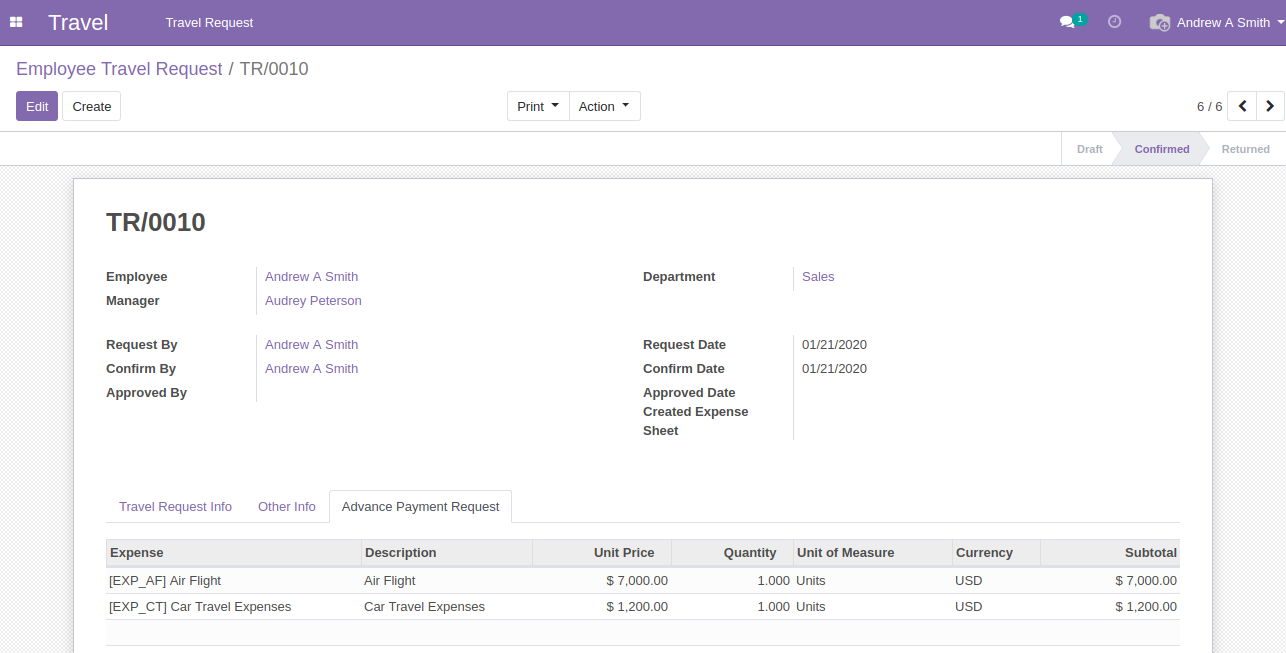 Travel Travel Request 1 Andrew A Smith
Employee Travel Request / TR/0010
Edit Create Print Action 6 / 6
Draft Confirmed Returned
TR/0010
Employee Andrew A Smith Department Sales
Manager Audrey Peterson
Request By Andrew A Smith Request Date 01/21/2020
Confirm By Andrew A Smith Confirm Date 01/21/2020
Approved By Approved Date
Created Expense
Sheet
Travel Request Info Other Info Advance Payment Request
Expense Description Unit Price Quantity Unit of Measure Currency Subtotal
[EXP_AF] Air Flight Air Flight $ 7,000.00 1.000 Units USD $ 7,000.00
[EXP_CT] Car Travel Expenses Car Travel Expenses $ 1,200.00 1.000 Units USD $ 1,200.00